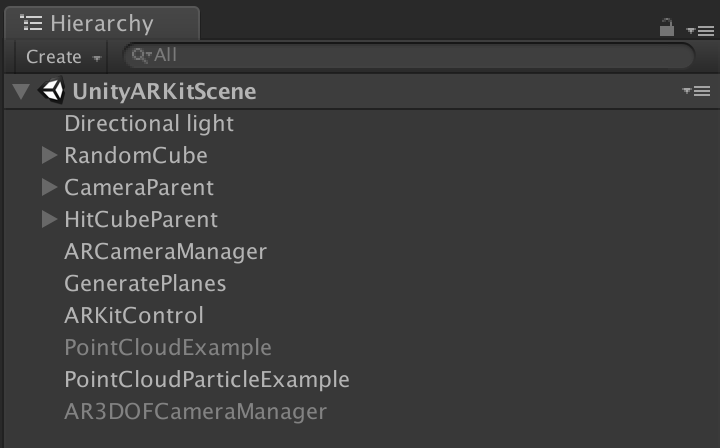 Hierarchy
Create All
UnityARKitScene
Directional light
RandomCube
CameraParent
HitCubeParent
ARCameraManager
GeneratePlanes
ARKitControl
PointCloudExample
PointCloudParticleExample
AR3DOFCameraManager